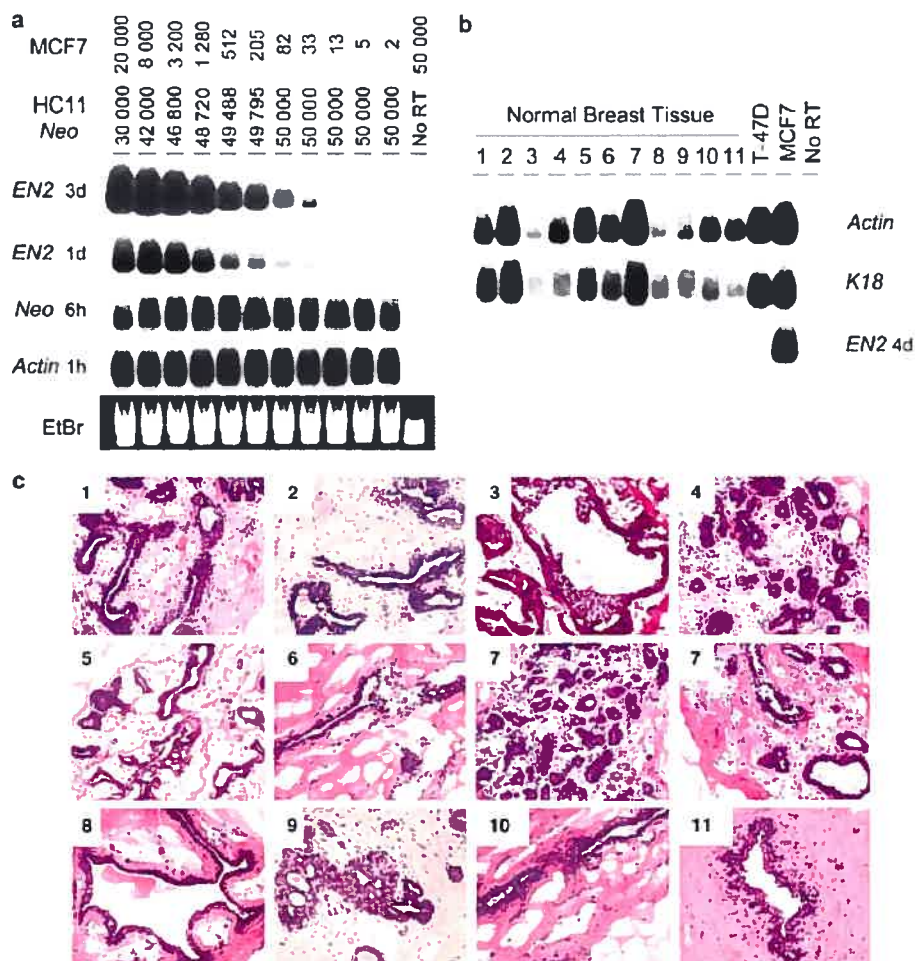 a
MCF7 20 000 8 000 3 200 1 280 512 205 82 33 13 5 2 50 000
HC11 Neo 30 000 42 000 46 800 48 720 49 488 49 795 50 000 50 000 50 000 50 000 50 000 No RT
EN2 3d
EN2 1d
Neo 6h
Actin 1h
EtBr
b
Normal Breast Tissue
1 2 3 4 5 6 7 8 9 10 11 T-47D MCF7 No RT
Actin
K18
EN2 4d
c
1 2 3 4
5 6 7 7
8 9 10 11